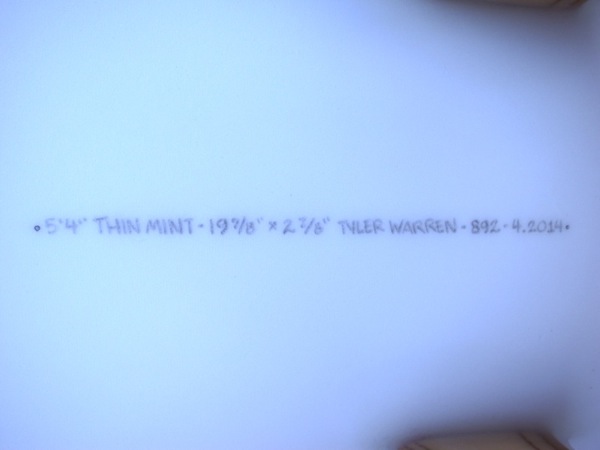 5'4" THIN MINT - 19 7/8" x 2 7/8" TYLER WARREN - 892 - 4.2014